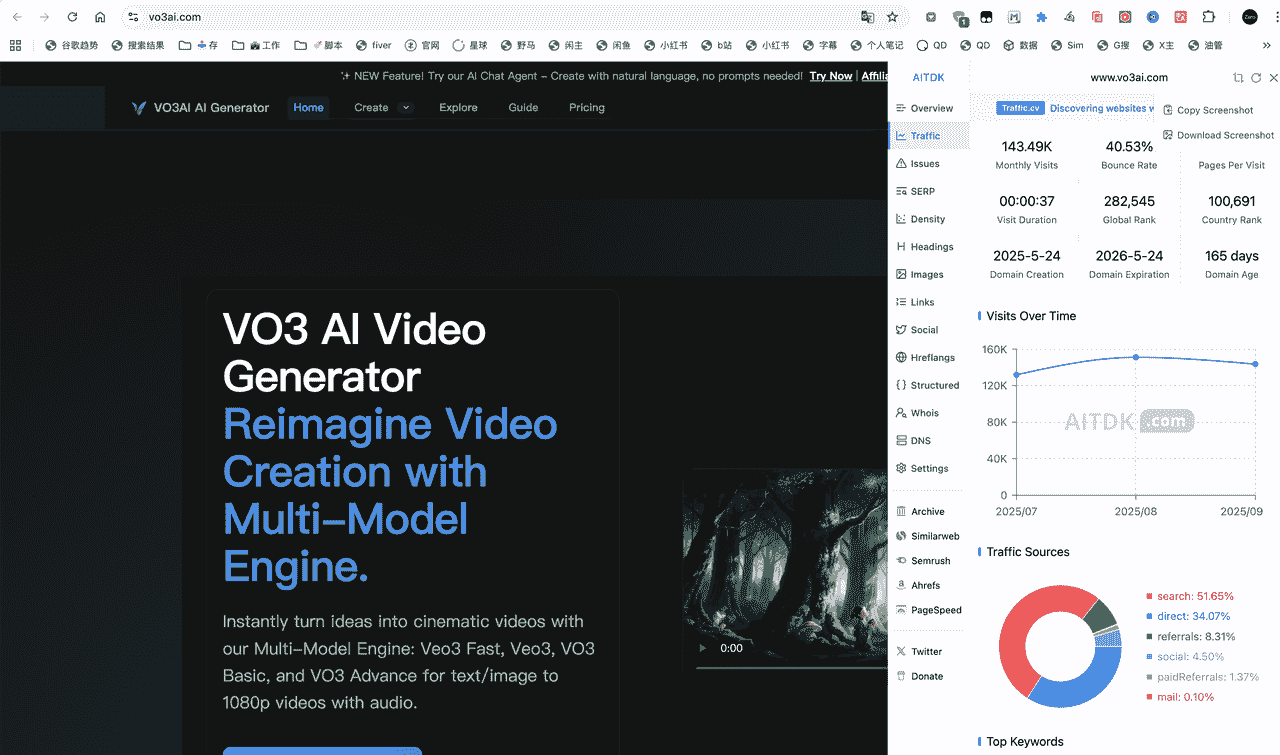 vo3ai.com
谷歌趋势 搜索结果 存 工作 脚本 fiver 官网 星球 野马 闲主 闲鱼 小红书 b站 小红书 字幕 个人笔记 QD QD 数据 Sim G搜 X主 油管
NEW Feature! Try our AI Chat Agent - Create with natural language, no prompts needed! Try Now | Affilia
VO3AI AI Generator Home Create Explore Guide Pricing
VO3 AI Video
Generator
Reimagine Video
Creation with
Multi-Model
Engine.
Instantly turn ideas into cinematic videos with
our Multi-Model Engine: Veo3 Fast, Veo3, VO3
Basic, and VO3 Advance for text/image to
1080p videos with audio.
0:00
AITDK
Overview
Traffic
Issues
SERP
Density
Headings
Images
Links
Social
Hreflangs
Structured
Whois
DNS
Settings
Archive
Similarweb
Semrush
Ahrefs
PageSpeed
Twitter
Donate
www.vo3ai.com
Traffic.cv Discovering websites w
Copy Screenshot
Download Screenshot
143.49K 40.53%
Monthly Visits Bounce Rate Pages Per Visit
00:00:37 282,545 100,691
Visit Duration Global Rank Country Rank
2025-5-24 2026-5-24 165 days
Domain Creation Domain Expiration Domain Age
Visits Over Time
160K
120K
80K
40K
0
2025/07 2025/08 2025/09
AITDK .com
Traffic Sources
search: 51.65%
direct: 34.07%
referrals: 8.31%
social: 4.50%
paidReferrals: 1.37%
mail: 0.10%
Top Keywords